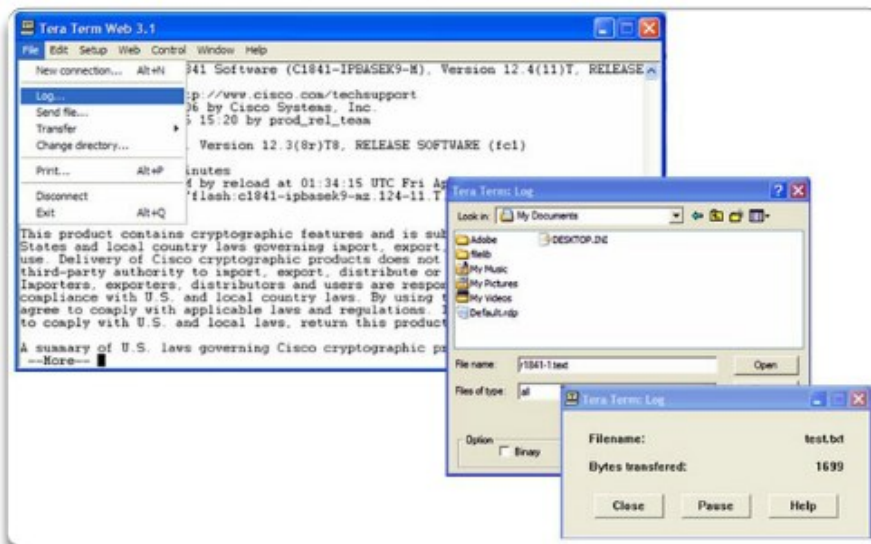 Tera Term Web 3.1
File Edit Setup Web Control Window Help
New connection... Alt+N
Log...
Send file...
Transfer
Change directory...
Print... Alt+P
Disconnect
Exit Alt+Q
841 Software (C1841-IPBASEK9-M), Version 12.4(11)T, RELEASE
tp://www.cisco.com/techsupport
06 by Cisco Systems, Inc.
15:20 by prod_rel_team
Version 12.3(8r)T8, RELEASE SOFTWARE (fc1)
inutes
by reload at 01:34:15 UTC Fri Ap
"flash:c1841-ipbasek9-mz.124-11.T
This product contains cryptographic features and is sub
States and local country laws governing import, export,
use. Delivery of Cisco cryptographic products does not
third-party authority to import, export, distribute or
Importers, exporters, distributors and users are respon
compliance with U.S. and local country laws. By using t
agree to comply with applicable laws and regulations. I
to comply with U.S. and local laws, return this product
A summary of U.S. laws governing Cisco cryptographic pr
--More--
Tera Term: Log
Look in: My Documents
Adobe
filelib
My Music
My Pictures
My Videos
Default.rdp
DESKTOP.INI
File name: r1841-1.text Open
Files of type: all
Option
Binary
Tera Term: Log
Filename: test.txt
Bytes transfered: 1699
Close Pause Help